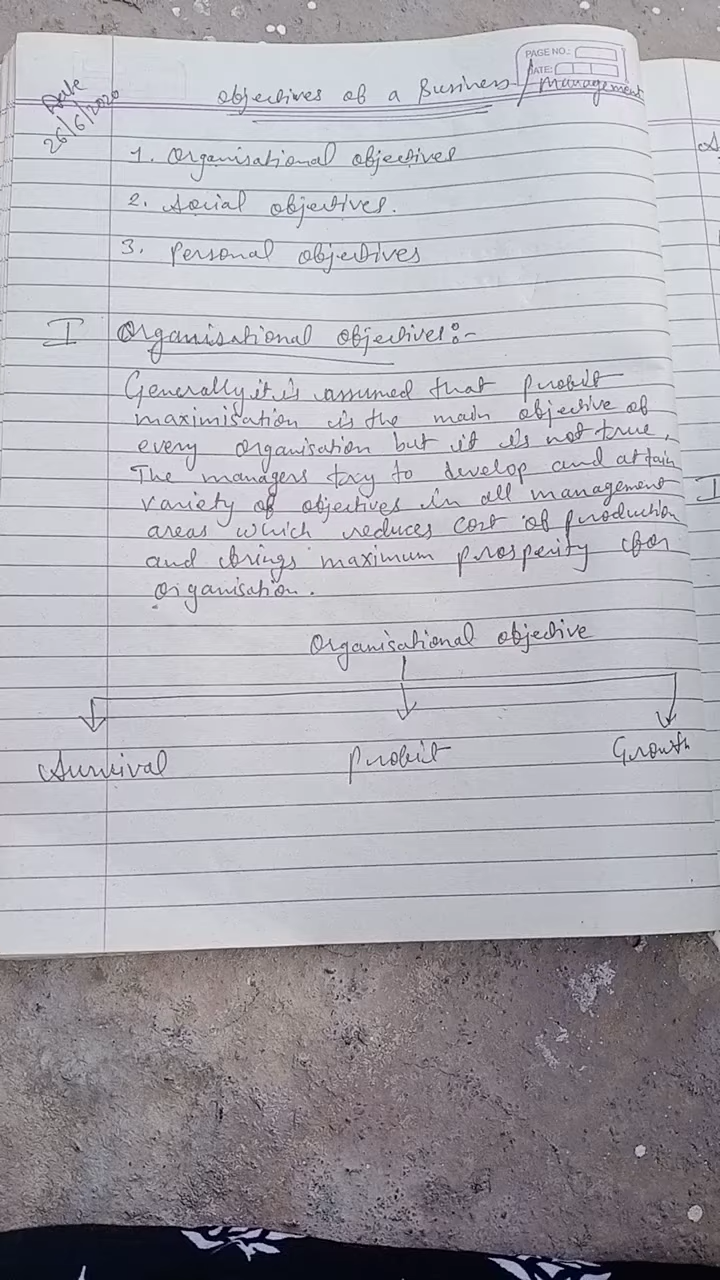 PAGE NO.:
DATE:
Date
26/6/2020
Objectives of a Business / Management
1. Organisational objectives
2. Social objectives.
3. Personal objectives
I Organisational objectives:-
Generally it is assumed that profit
maximisation is the main objective of
every organisation but it is not true.
The managers try to develop and attain
variety of objectives in all management
areas which reduces cost of production
and brings maximum prosperity for
organisation.
Organisational objective
Survival Profit Growth